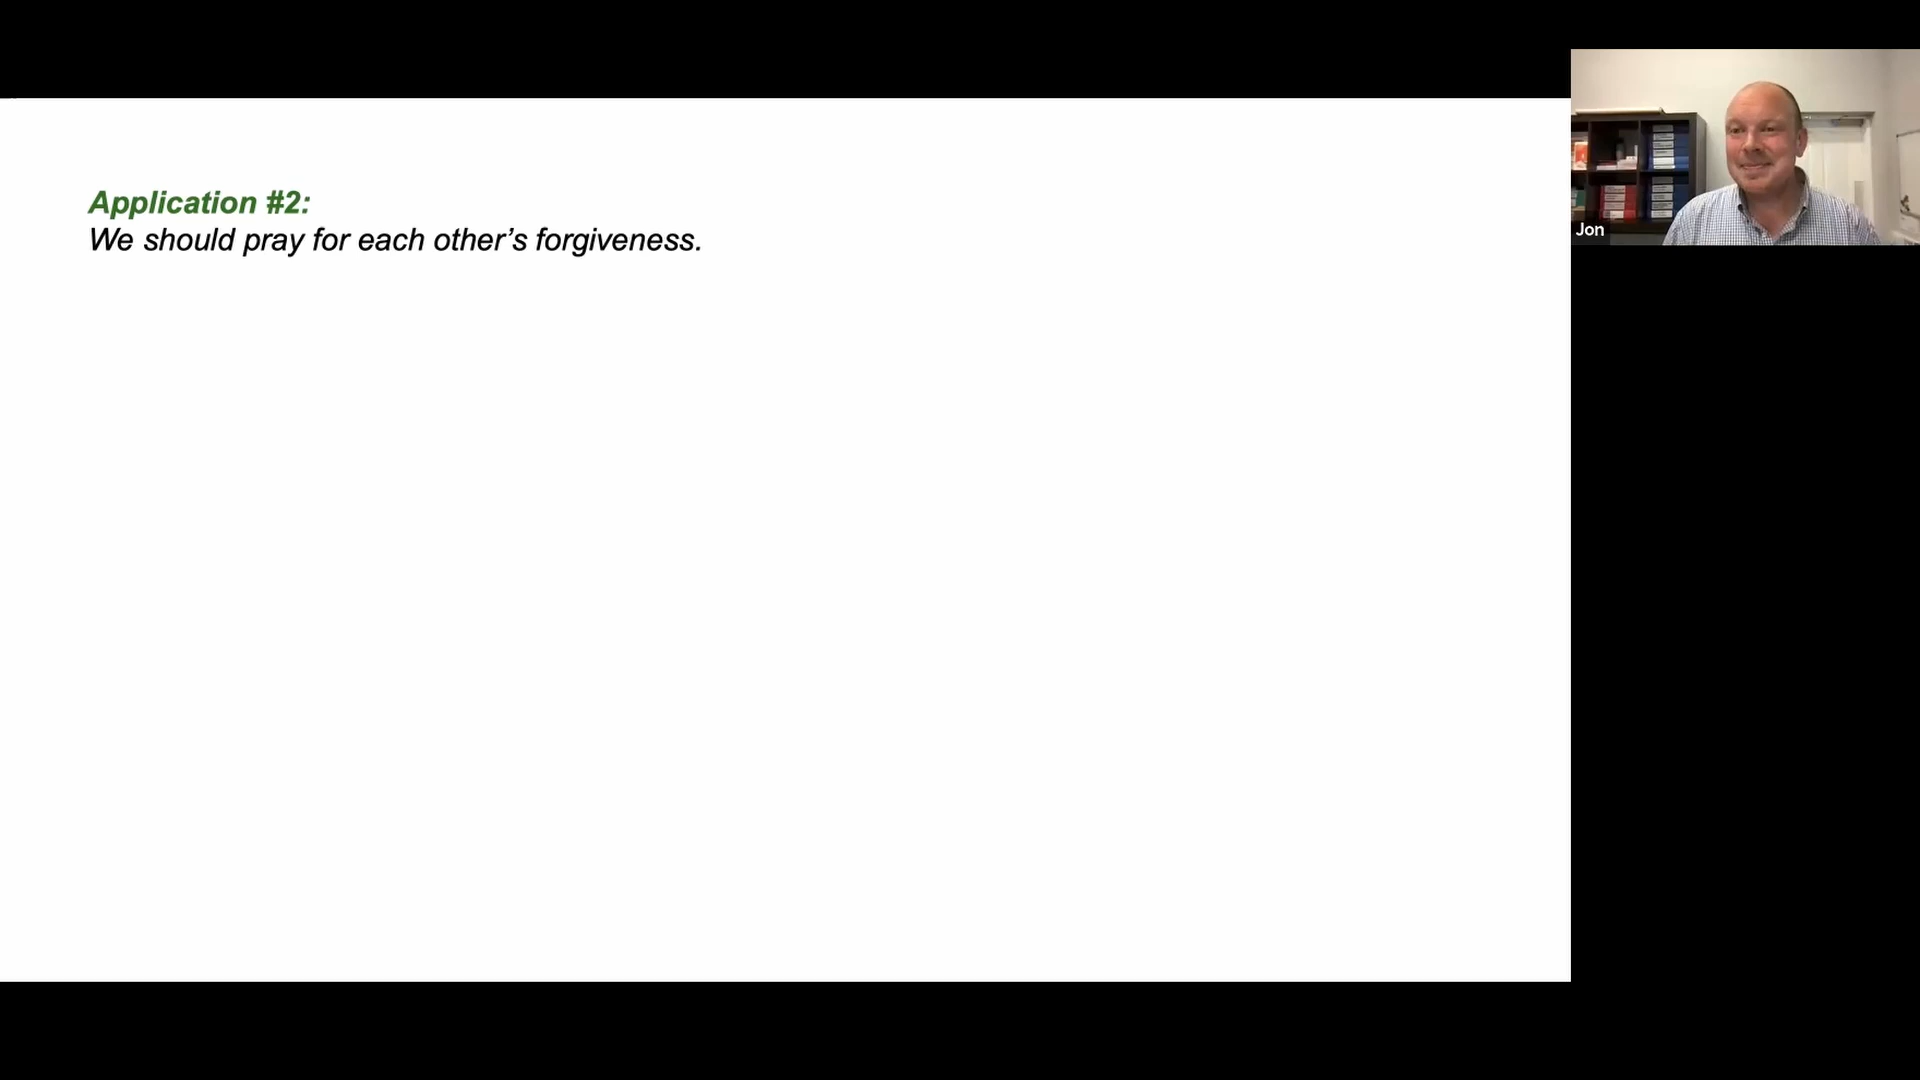 Application #2:
We should pray for each other’s forgiveness.
Jon